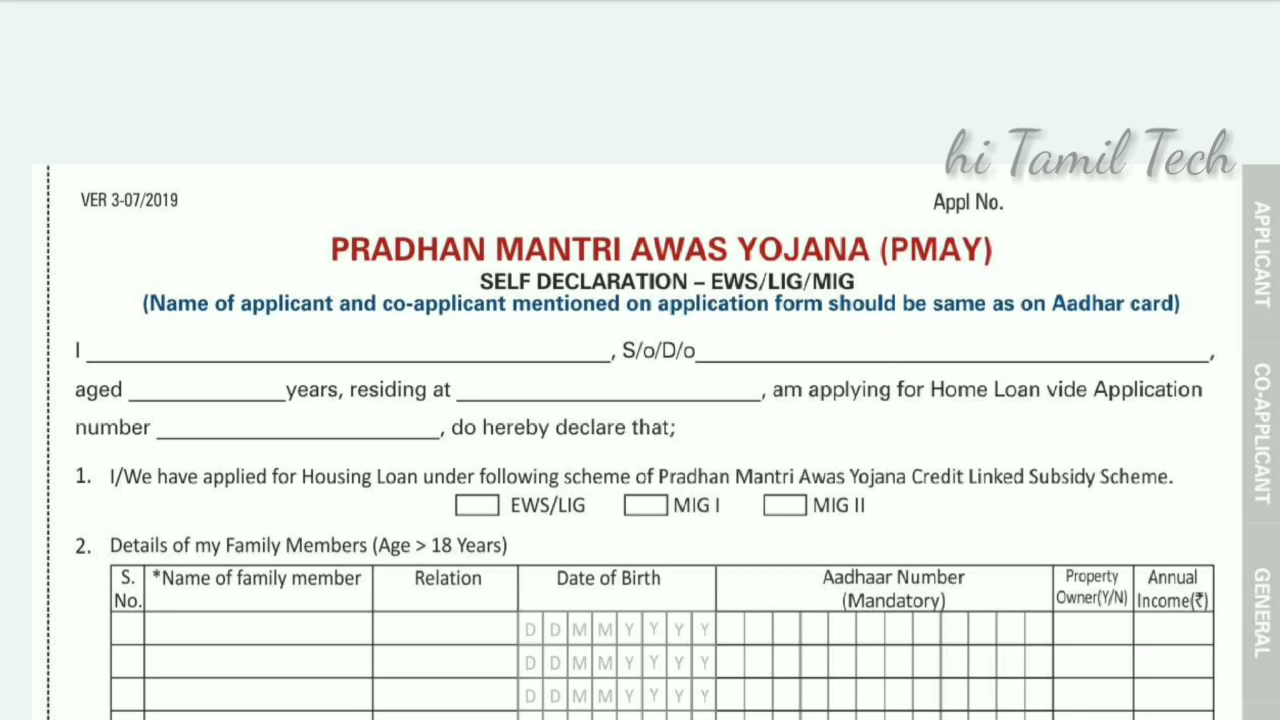 hi Tamil Tech
VER 3-07/2019 Appl No.
PRADHAN MANTRI AWAS YOJANA (PMAY)
SELF DECLARATION – EWS/LIG/MIG
(Name of applicant and co-applicant mentioned on application form should be same as on Aadhar card)
I ____________________, S/o/D/o____________________,
aged __________years, residing at ____________________, am applying for Home Loan vide Application
number ____________________, do hereby declare that;
1. I/We have applied for Housing Loan under following scheme of Pradhan Mantri Awas Yojana Credit Linked Subsidy Scheme.
EWS/LIG MIG I MIG II
2. Details of my Family Members (Age > 18 Years)
S. No. *Name of family member Relation Date of Birth Aadhaar Number (Mandatory) Property Owner(Y/N) Annual Income(₹)
D D M M Y Y Y Y
D D M M Y Y Y Y
D D M M Y Y Y Y
APPLICANT
CO-APPLICANT
GENERAL